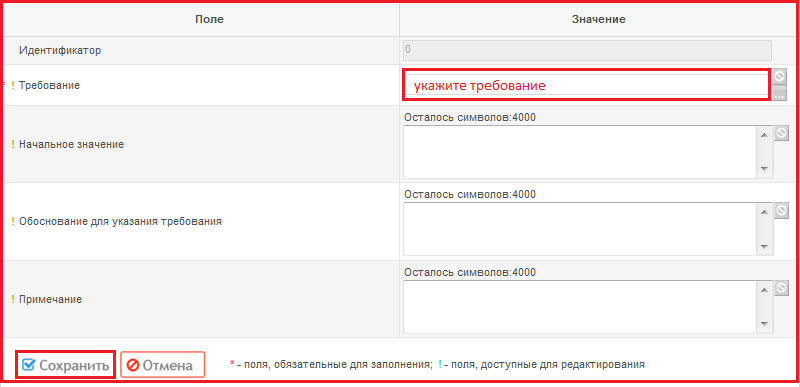 Поле Значение
Идентификатор 0
* ! Требование укажите требование
...
Осталось символов:4000
! Начальное значение
Осталось символов:4000
! Обоснование для указания требования
Осталось символов:4000
! Примечание
Сохранить Отмена * - поля, обязательные для заполнения; ! - поля, доступные для редактирования